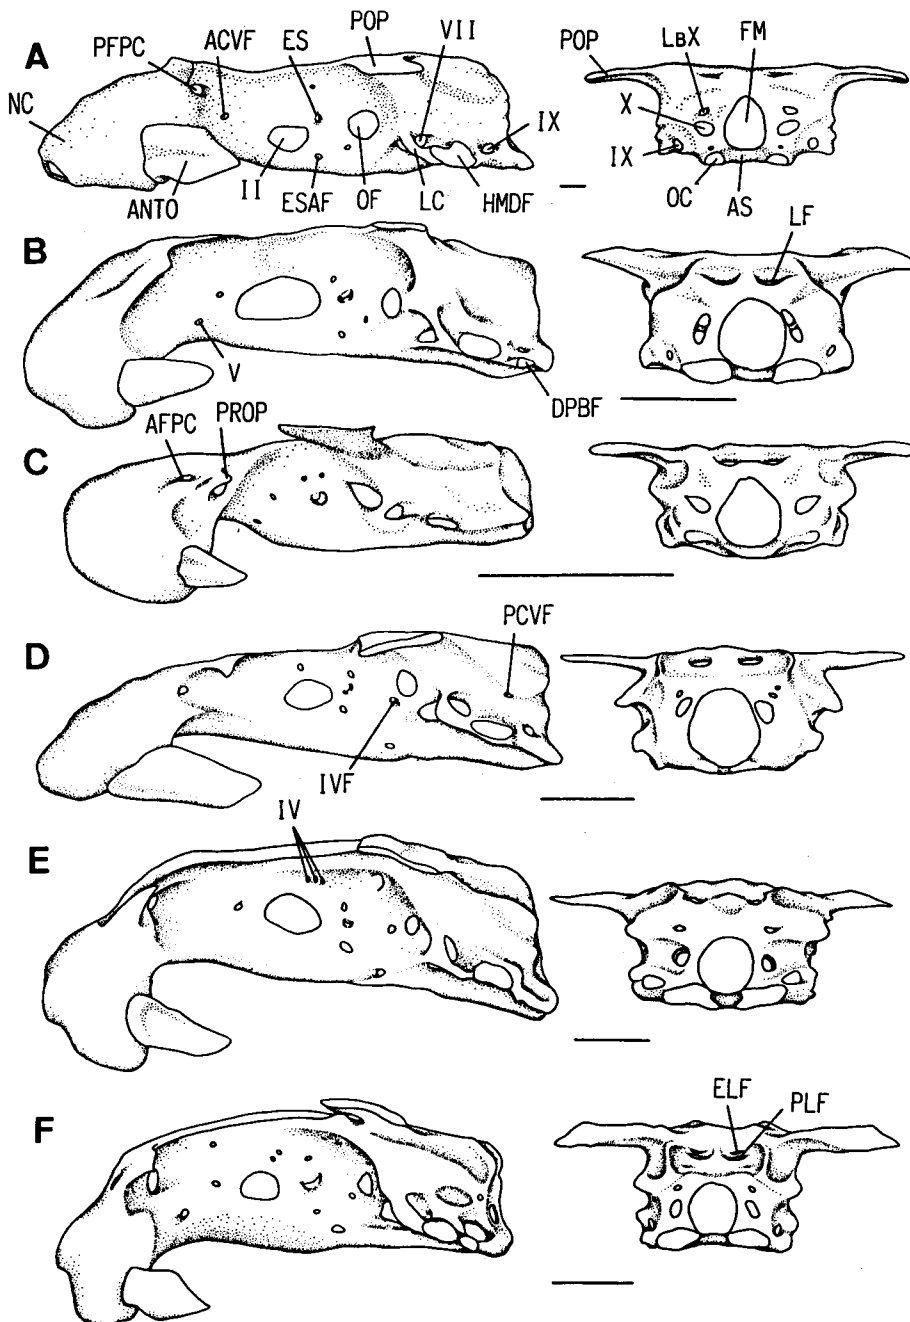 A
NC
PFPC
ACVF
ES
POP
VII
IX
ANTO
II
ESAF
OF
LC
HMDF
POP
LBX
FM
X
IX
OC
AS
B
V
DPBF
LF
C
AFPC
PROP
D
PCVF
IVF
E
IV
F
ELF
PLF